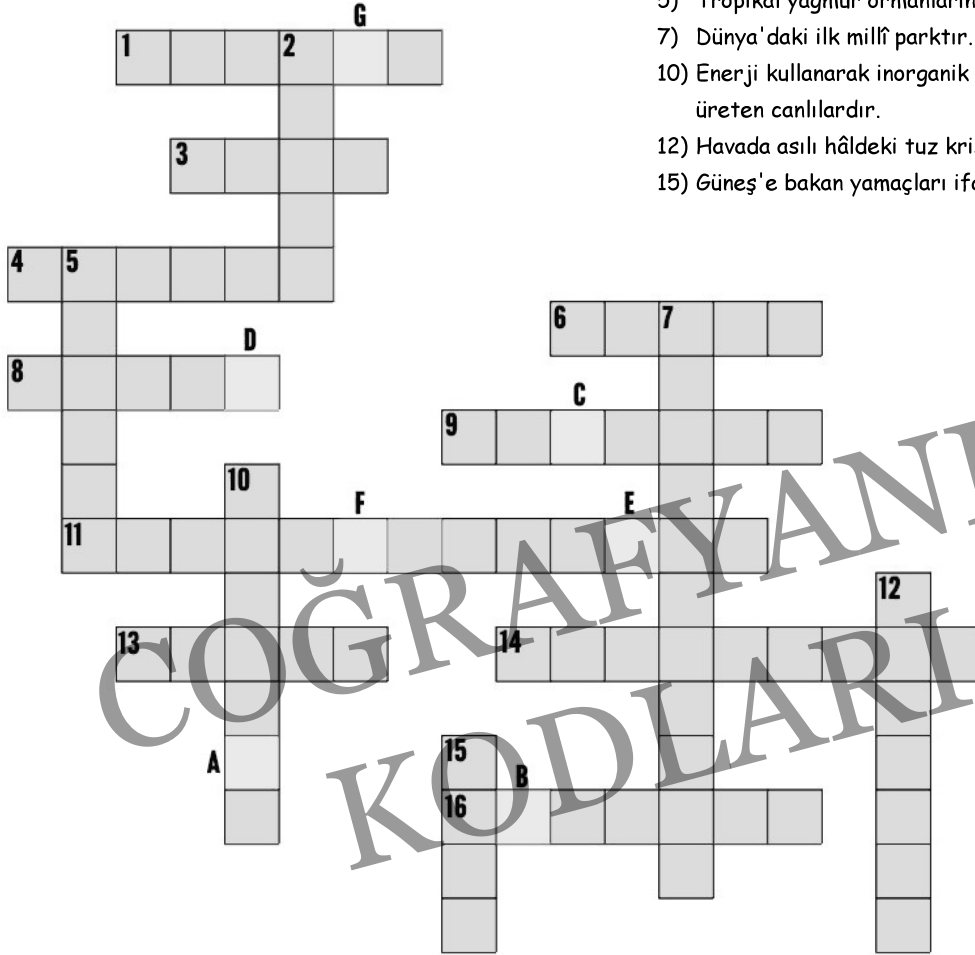 G
1 2
3
4 5
6 7
D
8
C
9
10
F E
11
12
13 14
A
15
B
16
5) Tropikal yağmur ormanların
7) Dünya'daki ilk millî parktır.
10) Enerji kullanarak inorganik
üreten canlılardır.
12) Havada asılı hâldeki tuz kris
15) Güneş'e bakan yamaçları ifa
COĞRAFYANI
KODLARI